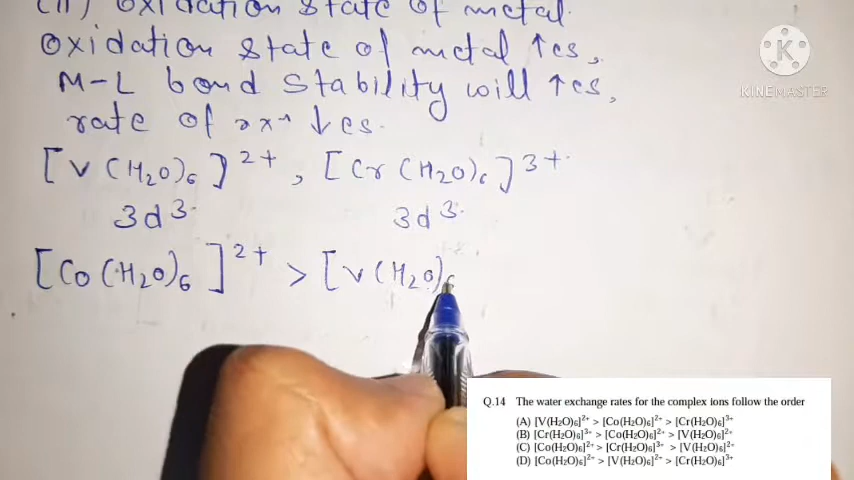 (ii) oxidation state of metal.
oxidation state of metal ↑es,
M-L bond stability will ↑es,
rate of rxⁿ ↓es.
[V(H₂O)₆]²⁺, [Cr(H₂O)₆]³⁺
3d³ 3d³
[Co(H₂O)₆]²⁺ > [V(H₂O)₆
KINEMASTER
Q.14 The water exchange rates for the complex ions follow the order
(A) [V(H₂O)₆]²⁺ > [Co(H₂O)₆]²⁺ > [Cr(H₂O)₆]³⁺
(B) [Cr(H₂O)₆]³⁺ > [Co(H₂O)₆]²⁺ > [V(H₂O)₆]²⁺
(C) [Co(H₂O)₆]²⁺ > [Cr(H₂O)₆]³⁺ > [V(H₂O)₆]²⁺
(D) [Co(H₂O)₆]²⁺ > [V(H₂O)₆]²⁺ > [Cr(H₂O)₆]³⁺